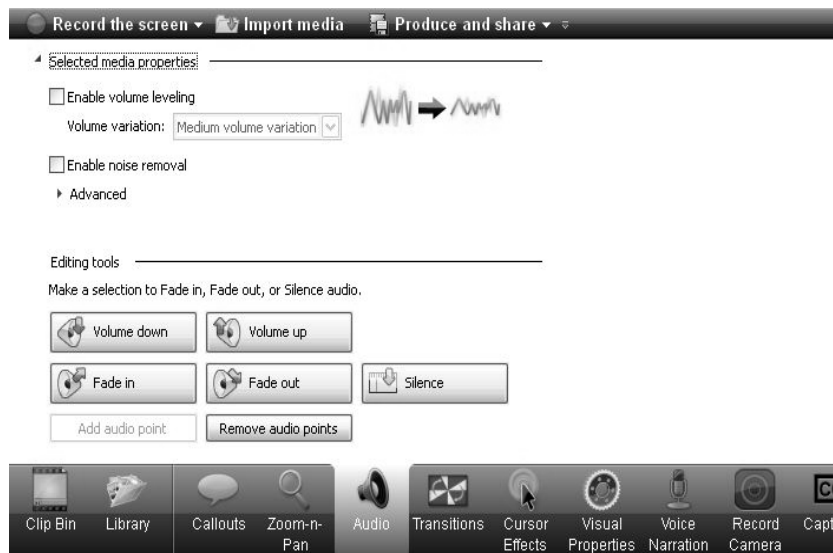 Record the screen Import media Produce and share
Selected media properties
Enable volume leveling
Volume variation: Medium volume variation
Enable noise removal
Advanced
Editing tools
Make a selection to Fade in, Fade out, or Silence audio.
Volume down Volume up
Fade in Fade out Silence
Add audio point Remove audio points
Clip Bin Library Callouts Zoom-n- Audio Transitions Cursor Visual Voice Record Capt
Pan Effects Properties Narration Camera